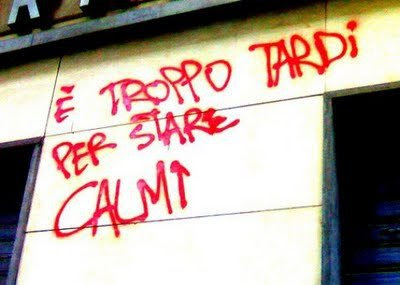 È TROPPO TARDi
PER STARE
CALMi